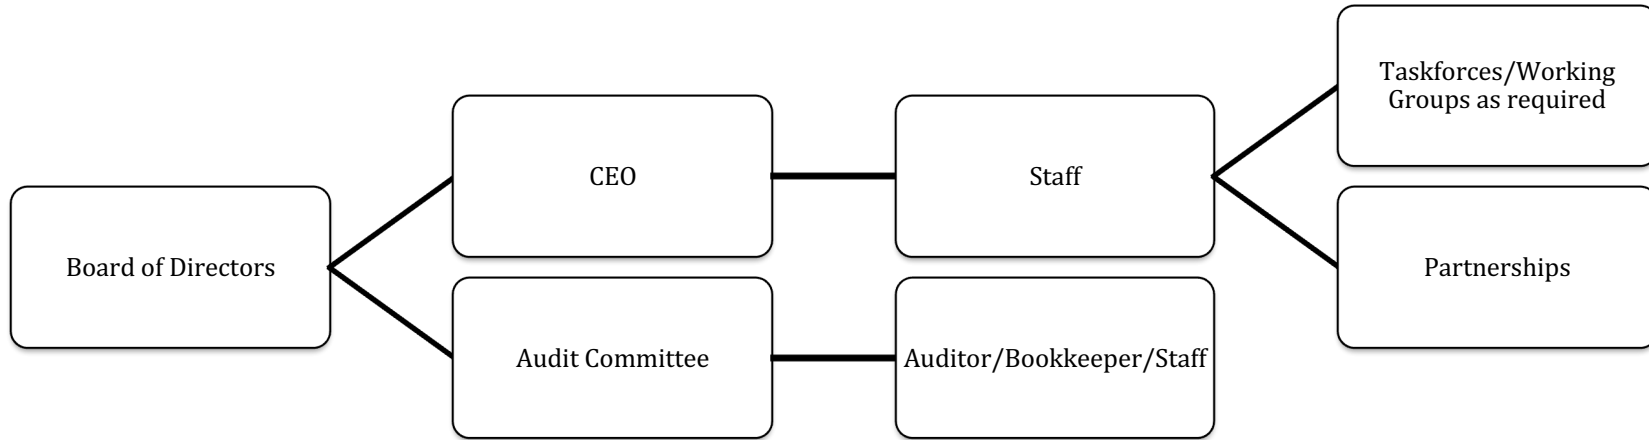 Board of Directors
CEO
Audit Committee
Staff
Auditor/Bookkeeper/Staff
Taskforces/Working
Groups as required
Partnerships